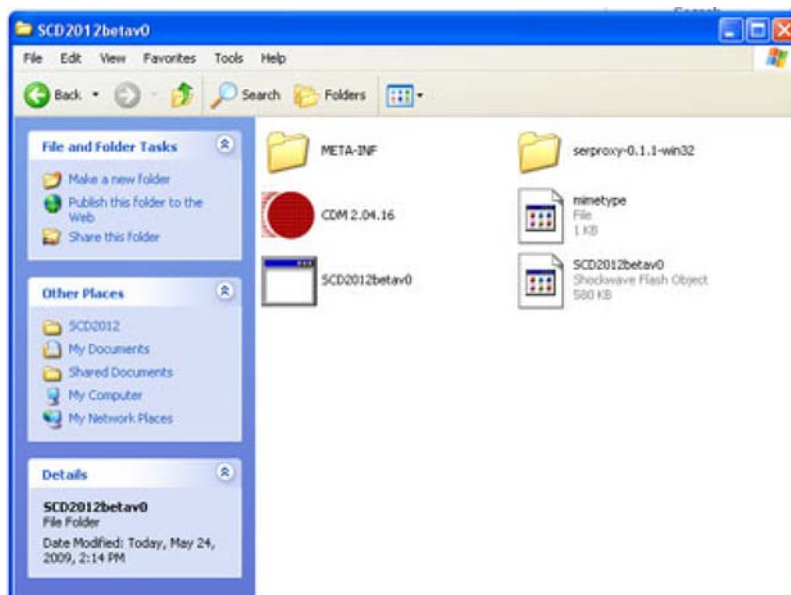 Search
SCD2012betav0
File Edit View Favorites Tools Help
Back Search Folders
File and Folder Tasks
Make a new folder
Publish this folder to the
Web
Share this folder
Other Places
SCD2012
My Documents
Shared Documents
My Computer
My Network Places
Details
SCD2012betav0
File Folder
Date Modified: Today, May 24,
2009, 2:14 PM
META-INF
serproxy-0.1.1-win32
CDM 2.04.16
mimetype
File
1 KB
SCD2012betav0
SCD2012betav0
Shockwave Flash Object
580 KB